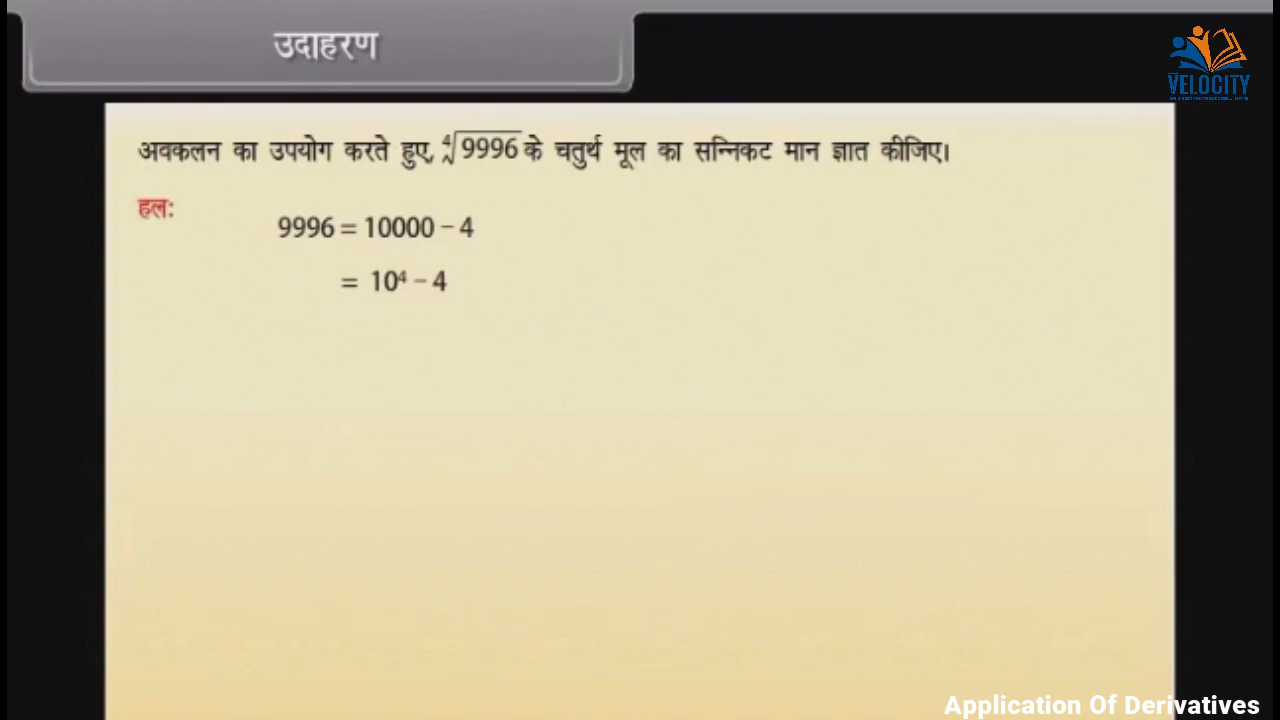 उदाहरण
VELOCITY
अवकलन का उपयोग करते हुए, ∜9996 के चतुर्थ मूल का सन्निकट मान ज्ञात कीजिए।
हल:
9996 = 10000 − 4
= 10⁴ − 4
Application Of Derivatives